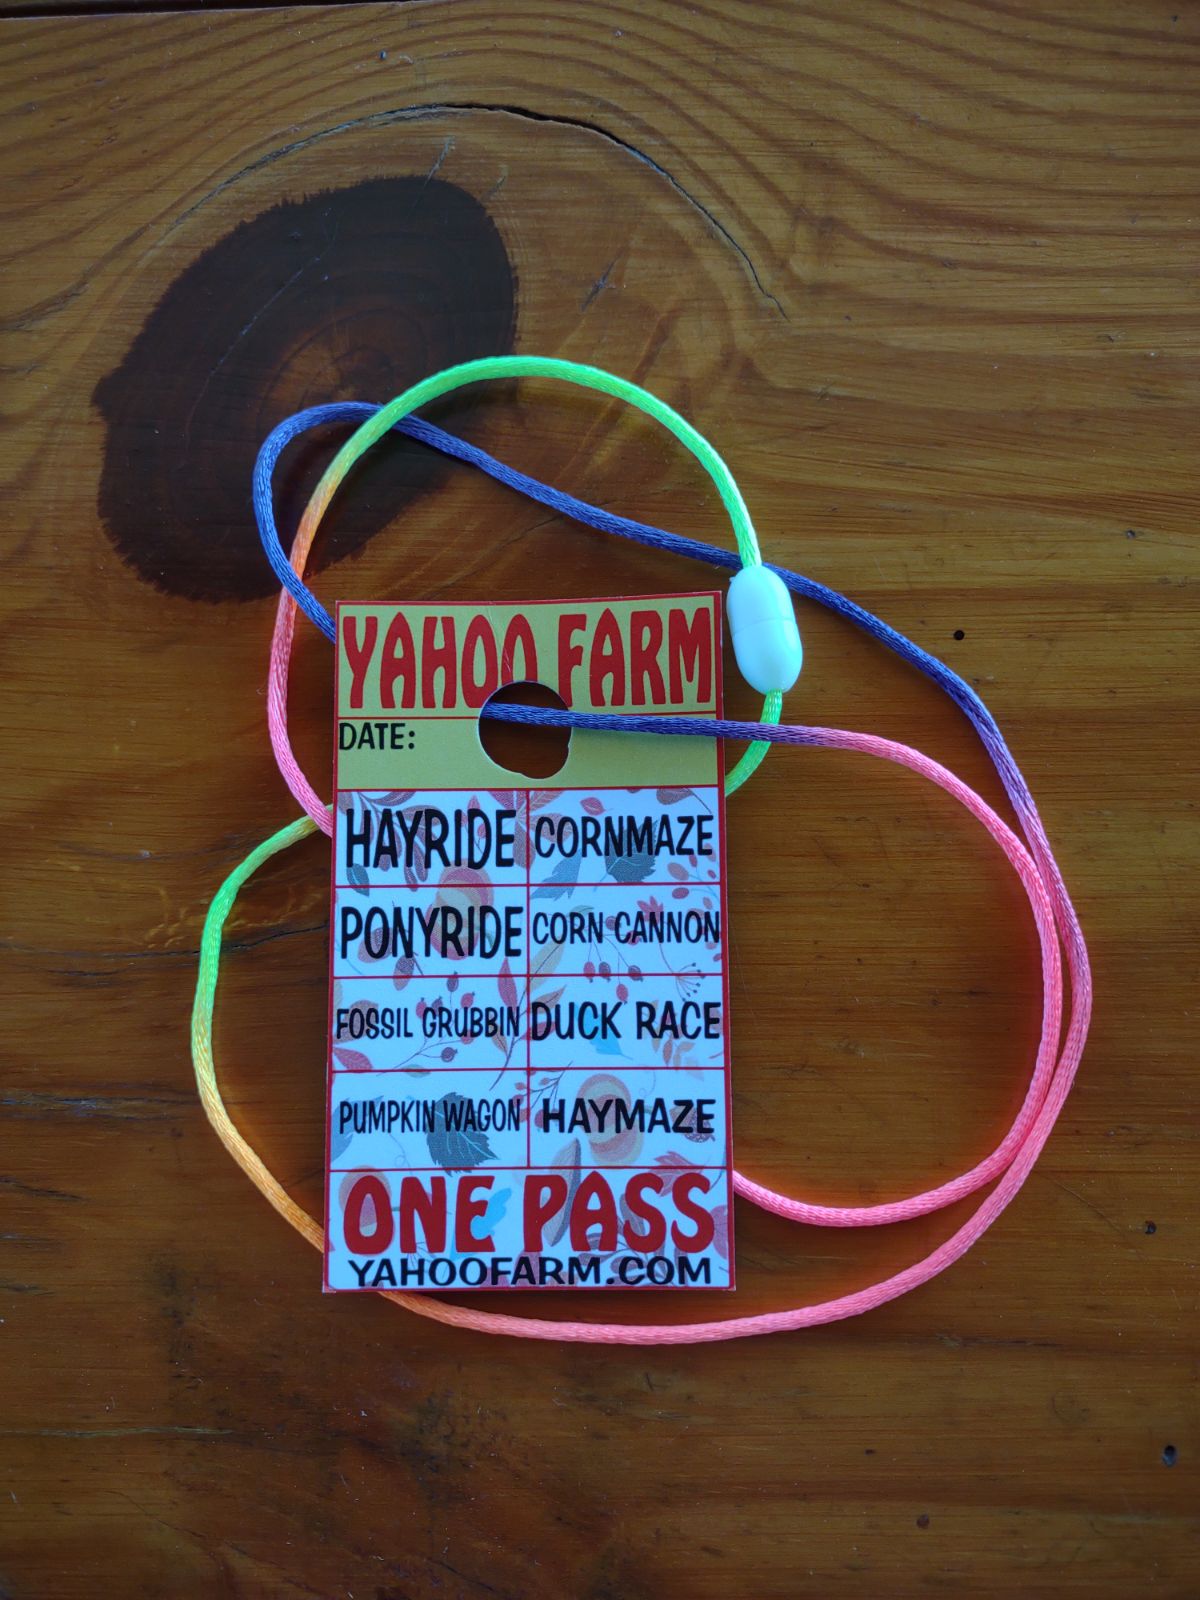 YAHOO FARM
DATE:
HAYRIDE CORNMAZE
PONYRIDE CORN CANNON
FOSSIL GRUBBIN DUCK RACE
PUMPKIN WAGON HAYMAZE
ONE PASS
YAHOOFARM.COM